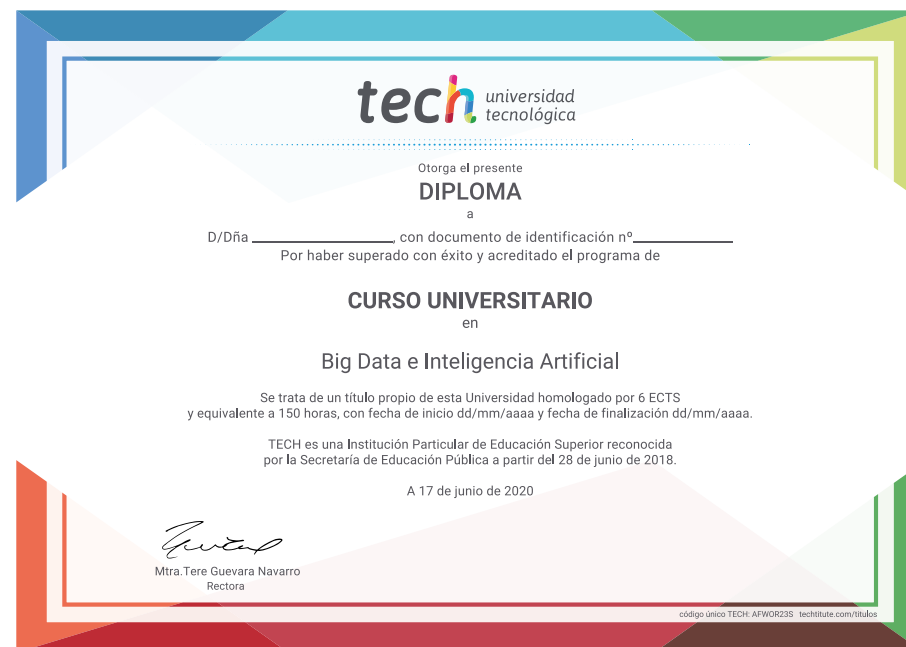 tech universidad
tecnológica
Otorga el presente
DIPLOMA
a
D/Dña ____________________, con documento de identificación nº______________
Por haber superado con éxito y acreditado el programa de
CURSO UNIVERSITARIO
en
Big Data e Inteligencia Artificial
Se trata de un título propio de esta Universidad homologado por 6 ECTS
y equivalente a 150 horas, con fecha de inicio dd/mm/aaaa y fecha de finalización dd/mm/aaaa.
TECH es una Institución Particular de Educación Superior reconocida
por la Secretaría de Educación Pública a partir del 28 de junio de 2018.
A 17 de junio de 2020
Mtra.Tere Guevara Navarro
Rectora
código único TECH: AFWOR23S techtitute.com/titulos